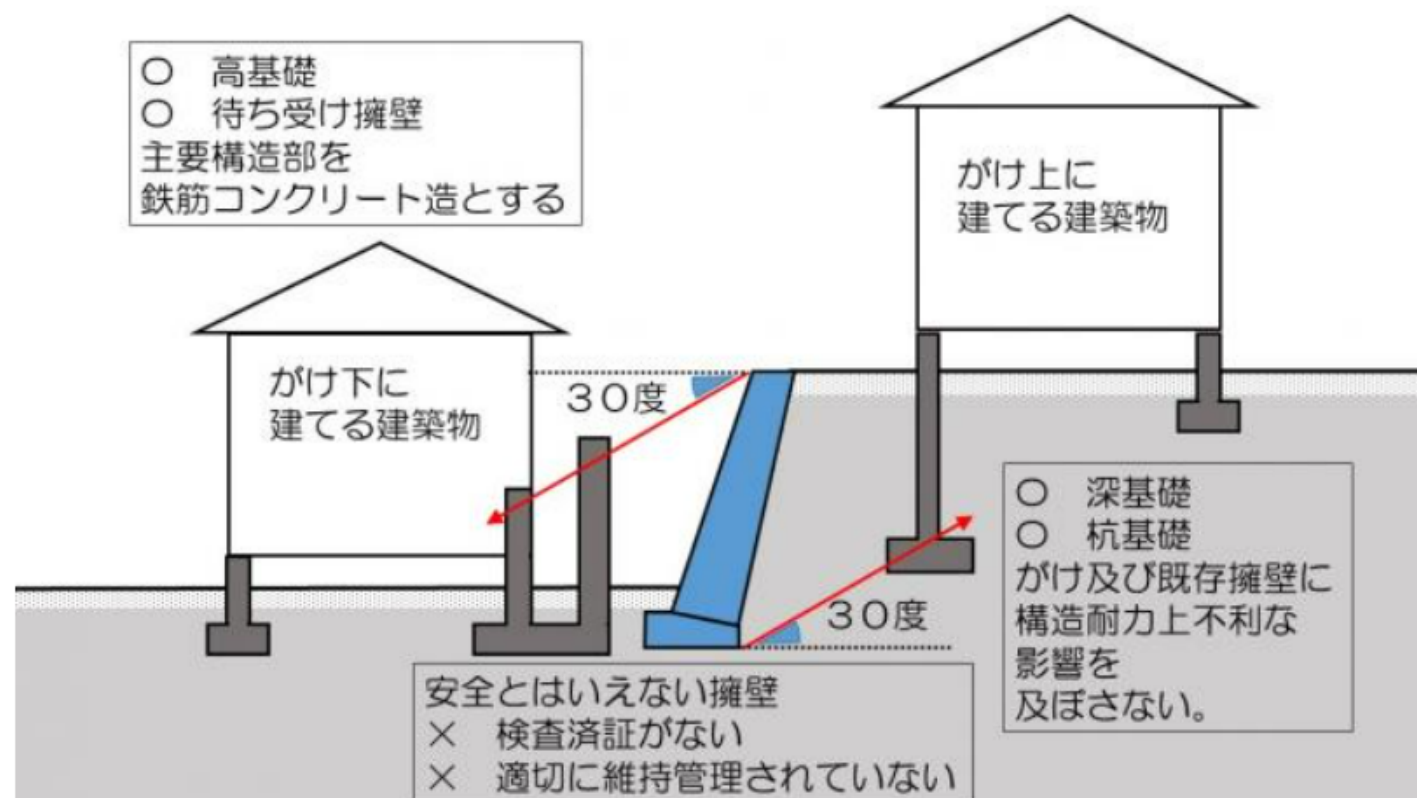 ○　高基礎
○　待ち受け擁壁
主要構造部を
鉄筋コンクリート造とする
がけ上に
建てる建築物
がけ下に
建てる建築物
３０度
○　深基礎
○　杭基礎
がけ及び既存擁壁に
構造耐力上不利な
影響を
及ぼさない。
３０度
安全とはいえない擁壁
×　検査済証がない
×　適切に維持管理されていない